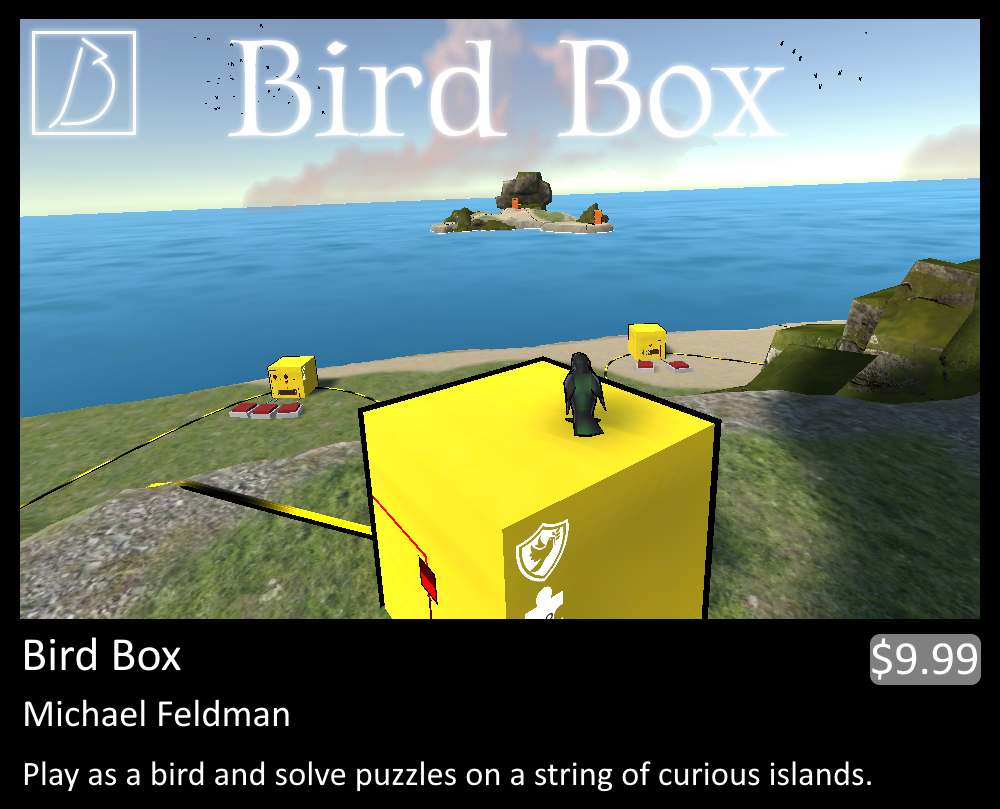 Bird Box
Bird Box
$9.99
Michael Feldman
Play as a bird and solve puzzles on a string of curious islands.